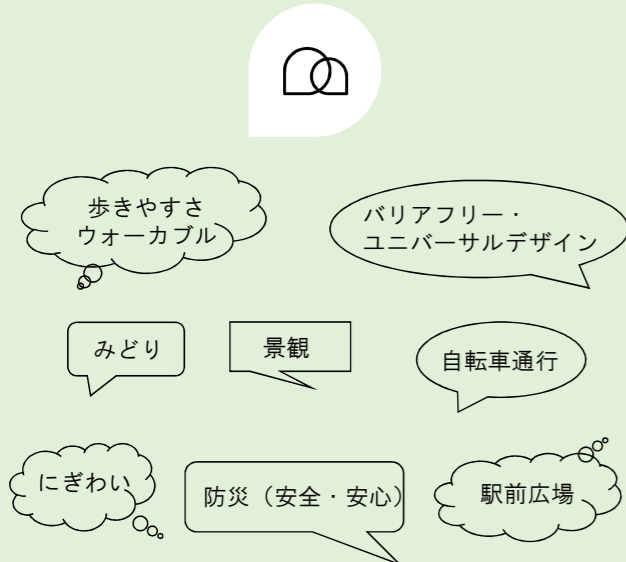 歩きやすさ
ウォーカブル
バリアフリー・
ユニバーサルデザイン
みどり
景観
自転車通行
にぎわい
防災（安全・安心）
駅前広場